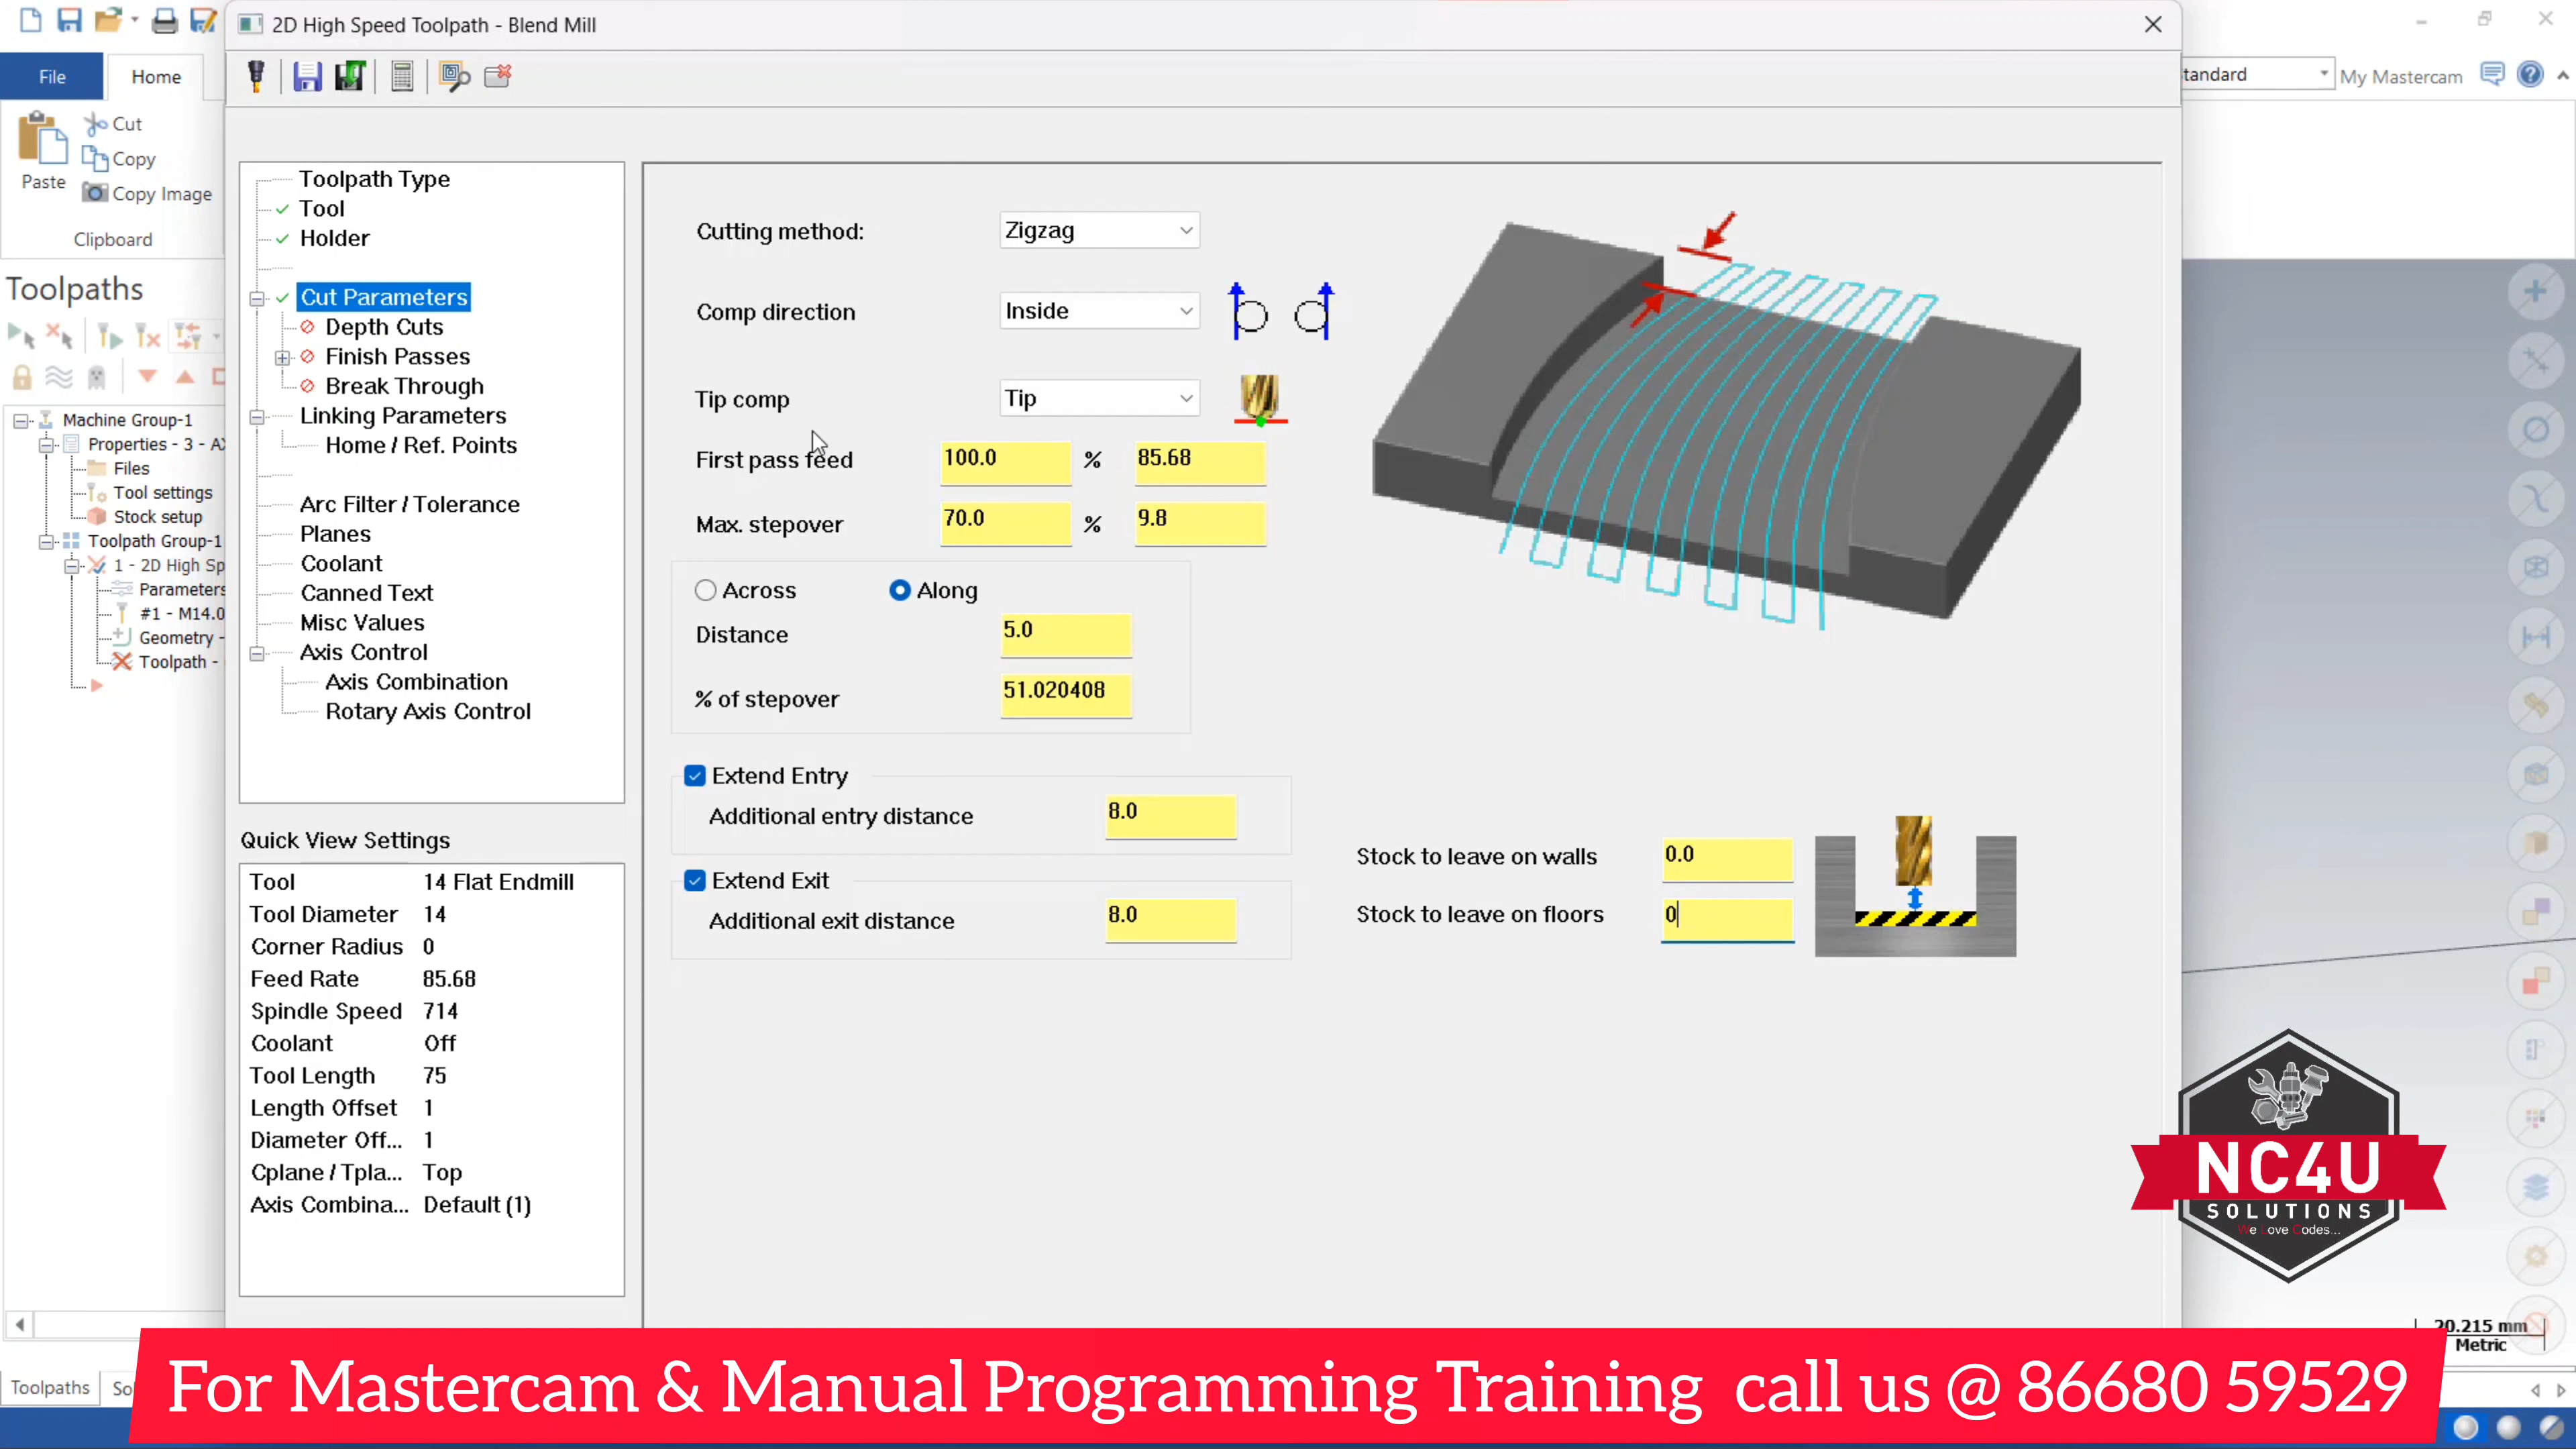 2D High Speed Toolpath - Blend Mill
File
Home
tandard
My Mastercam
Paste
Cut
Copy
Copy Image
Clipboard
Toolpaths
Machine Group-1
Properties - 3 - A
Files
Tool settings
Stock setup
Toolpath Group-1
1 - 2D High Sp
Parameters
#1 - M14.0
Geometry -
Toolpath -
Toolpath Type
Tool
Holder
Cut Parameters
Depth Cuts
Finish Passes
Break Through
Linking Parameters
Home / Ref. Points
Arc Filter / Tolerance
Planes
Coolant
Canned Text
Misc Values
Axis Control
Axis Combination
Rotary Axis Control
Quick View Settings
Tool 14 Flat Endmill
Tool Diameter 14
Corner Radius 0
Feed Rate 85.68
Spindle Speed 714
Coolant Off
Tool Length 75
Length Offset 1
Diameter Off... 1
Cplane / Tpla... Top
Axis Combina... Default (1)
Cutting method: Zigzag
Comp direction Inside
Tip comp Tip
First pass feed 100.0 % 85.68
Max. stepover 70.0 % 9.8
Across Along
Distance 5.0
% of stepover 51.020408
Extend Entry
Additional entry distance 8.0
Extend Exit
Additional exit distance 8.0
Stock to leave on walls 0.0
Stock to leave on floors 0
NC4U
SOLUTIONS
We Love Codes...
20.215 mm
Metric
Toolpaths
So
For Mastercam & Manual Programming Training call us @ 86680 59529